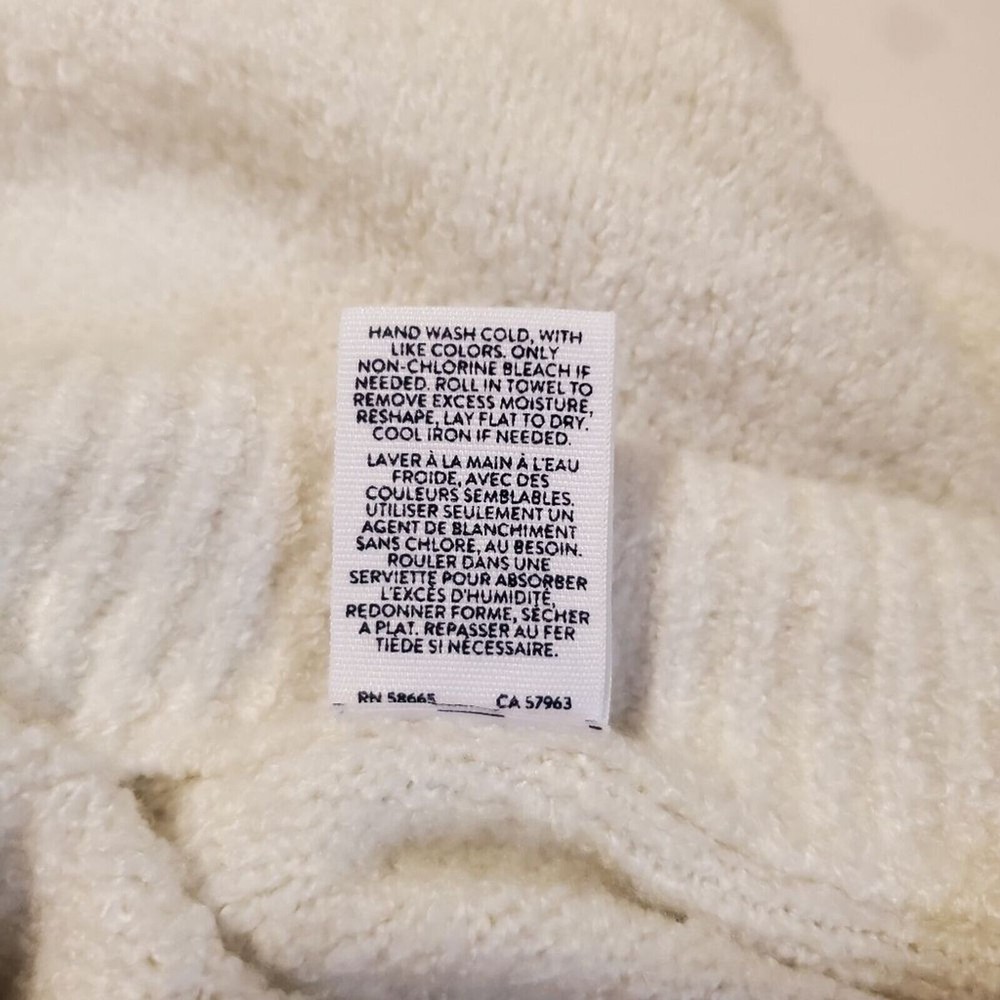 HAND WASH COLD, WITH
LIKE COLORS. ONLY
NON-CHLORINE BLEACH IF
NEEDED. ROLL IN TOWEL TO
REMOVE EXCESS MOISTURE,
RESHAPE, LAY FLAT TO DRY.
COOL IRON IF NEEDED.
LAVER À LA MAIN À L'EAU
FROIDE, AVEC DES
COULEURS SEMBLABLES.
UTILISER SEULEMENT UN
AGENT DE BLANCHIMENT
SANS CHLORE, AU BESOIN.
ROULER DANS UNE
SERVIETTE POUR ABSORBER
L'EXCÈS D'HUMIDITÉ,
REDONNER FORME, SÉCHER
À PLAT. REPASSER AU FER
TIÈDE SI NÉCESSAIRE.
RN 58665 CA 57963